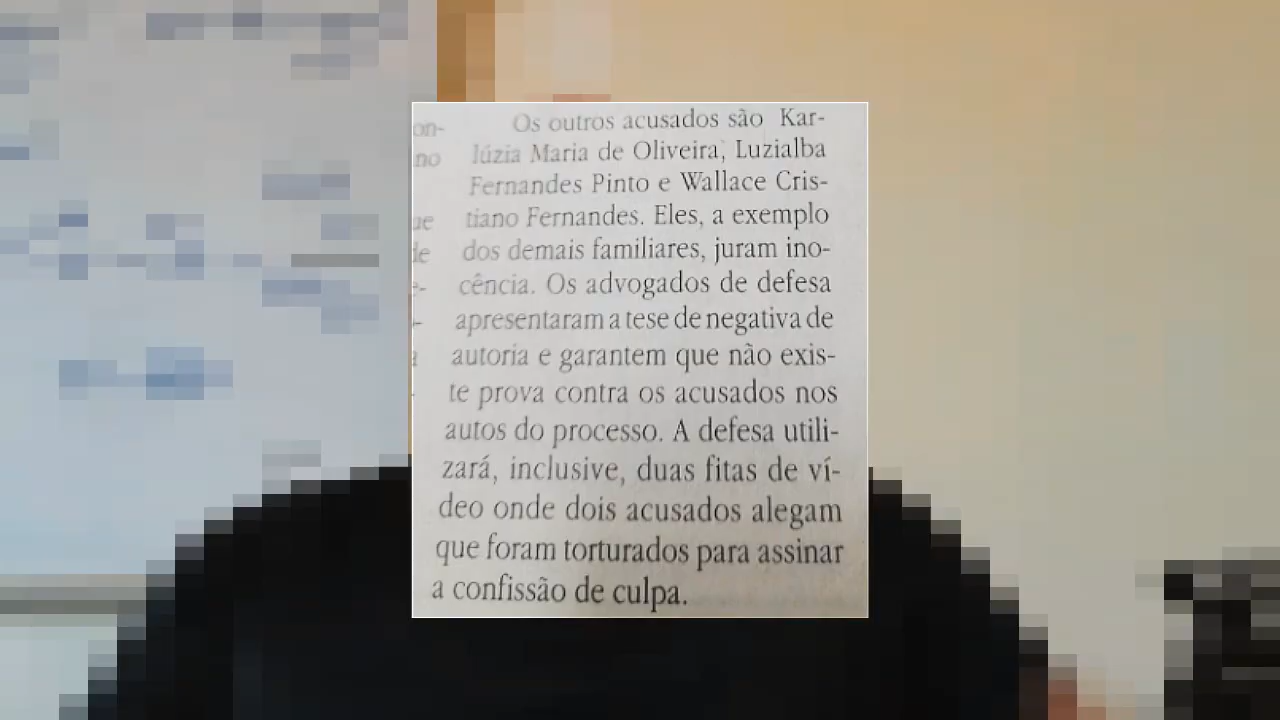 Os outros acusados são Kar-
lúzia Maria de Oliveira, Luzialba
Fernandes Pinto e Wallace Cris-
tiano Fernandes. Eles, a exemplo
dos demais familiares, juram ino-
cência. Os advogados de defesa
apresentaram a tese de negativa de
autoria e garantem que não exis-
te prova contra os acusados nos
autos do processo. A defesa utili-
zará, inclusive, duas fitas de ví-
deo onde dois acusados alegam
que foram torturados para assinar
a confissão de culpa.